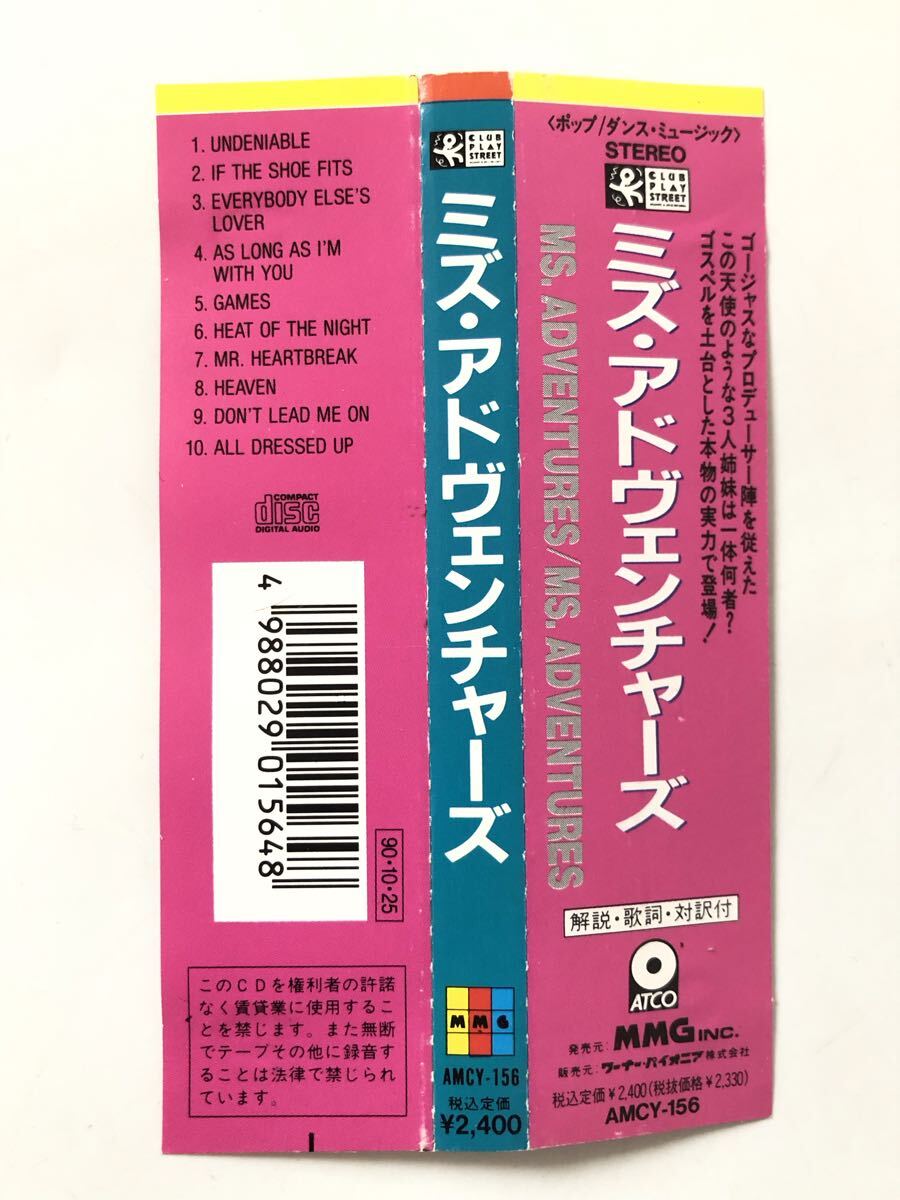 1. UNDENIABLE
2. IF THE SHOE FITS
3. EVERYBODY ELSE'S
LOVER
4. AS LONG AS I'M
WITH YOU
5. GAMES
6. HEAT OF THE NIGHT
7. MR. HEARTBREAK
8. HEAVEN
9. DON'T LEAD ME ON
10. ALL DRESSED UP
COMPACT
disc
DIGITAL AUDIO
4 988029 015648
90・10・25
このCDを権利者の許諾
なく賃貸業に使用するこ
とを禁じます。また無断
でテープその他に録音す
ることは法律で禁じられ
ています。
CLUB
PLAY
STREET
ミズ・アドヴェンチャーズ
MMG
AMCY-156
税込定価
¥2,400
〈ポップ/ダンス・ミュージック〉
STEREO
CLUB
PLAY
STREET
ゴージャスなプロデューサー陣を従えた
この天使のような3人姉妹は一体何者?
ゴスペルを土台とした本物の実力で登場!
ミズ・アドヴェンチャーズ
MS. ADVENTURES/MS. ADVENTURES
解説・歌詞・対訳付
ATCO
発売元: MMG INC.
販売元: ワーナー・パイオニア株式会社
税込定価¥2,400(税抜価格¥2,330)
AMCY-156